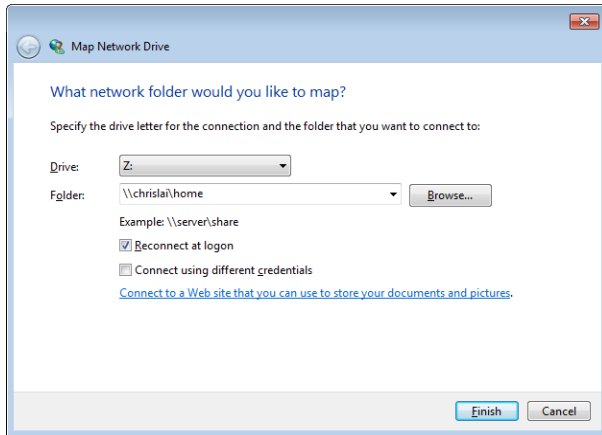 Map Network Drive
What network folder would you like to map?
Specify the drive letter for the connection and the folder that you want to connect to:
Drive: Z:
Folder: \\chrislai\home Browse...
Example: \\server\share
Reconnect at logon
Connect using different credentials
Connect to a Web site that you can use to store your documents and pictures.
Finish Cancel